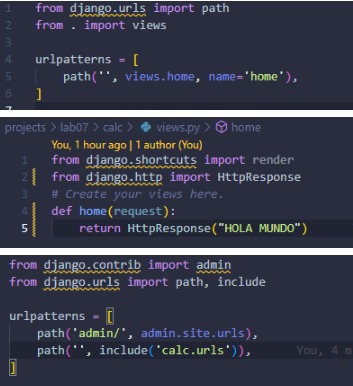 1 from django.urls import path
2 from . import views
3
4 urlpatterns = [
5 path('', views.home, name='home'),
6 ]
7
projects > lab07 > calc > views.py > home
You, 1 hour ago | 1 author (You)
1 from django.shortcuts import render
2 from django.http import HttpResponse
3 # Create your views here.
4 def home(request):
5 return HttpResponse("HOLA MUNDO")
from django.contrib import admin
from django.urls import path, include
urlpatterns = [
path('admin/', admin.site.urls),
path('', include('calc.urls')), You, 4 m
]